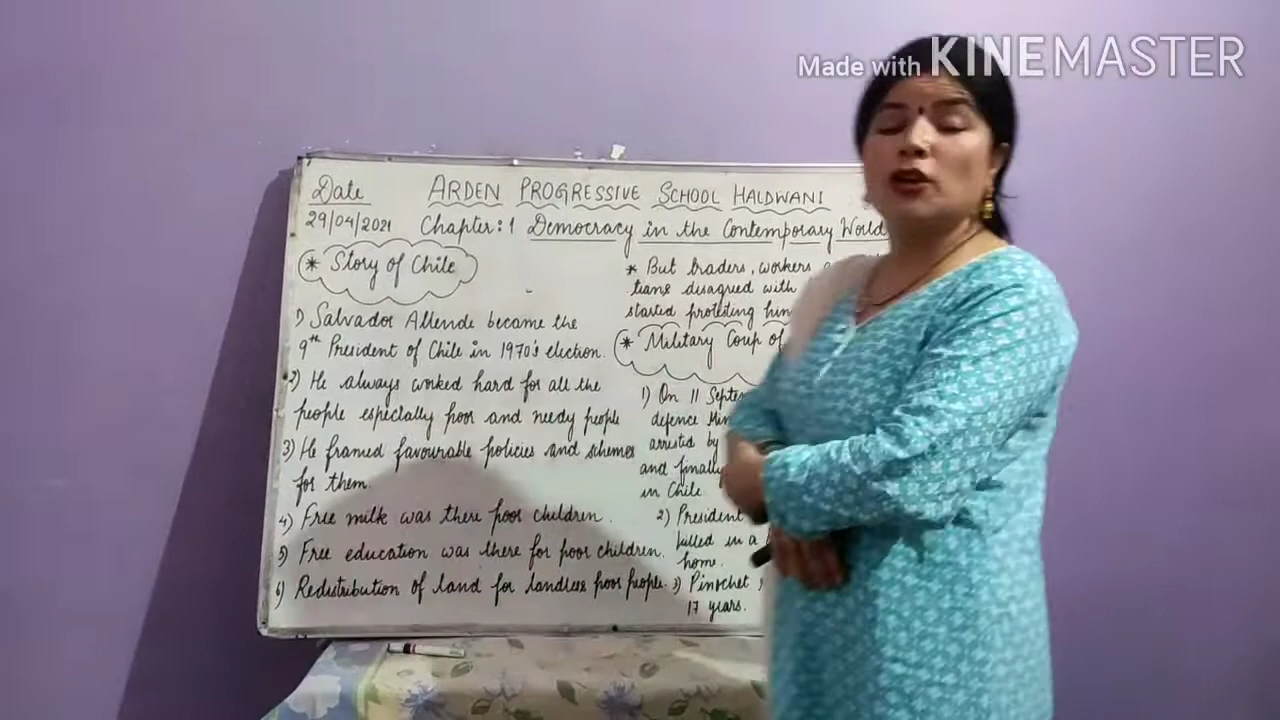 Made with KINEMASTER
Date
ARDEN PROGRESSIVE SCHOOL HALDWANI
29/04/2021
Chapter:1 Democracy in the Contemporary World
* Story of Chile
1) Salvador Allende became the
9th President of Chile in 1970's election.
2) He always worked hard for all the
people especially poor and needy people
3) He framed favourable policies and schemes
for them.
4) Free milk was there poor children.
5) Free education was there for poor children.
6) Redistribution of land for landless poor people.
* But traders, workers
tians disagreed with
started protesting him
* Military Coup of
1) On 11 Septem
defence Min
arrested by
and finally
in Chile.
2) President
killed in a
home.
3) Pinochet
17 years.